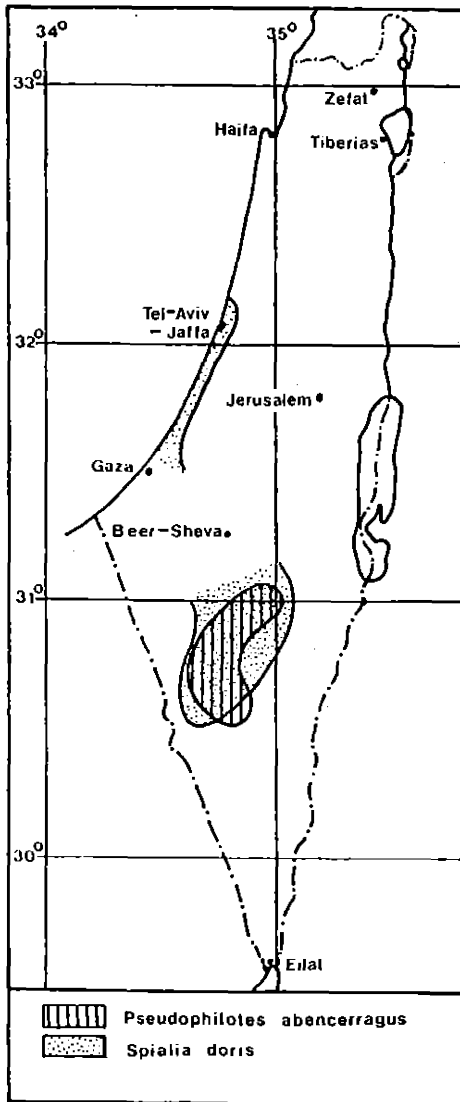 34°
35°
33°
Zefat
Haifa
Tiberias
Tel-Aviv
-Jaffa
32°
Jerusalem
Gaza
Beer-Sheva
31°
30°
Eilat
Pseudophilotes abencerragus
Spialia doris